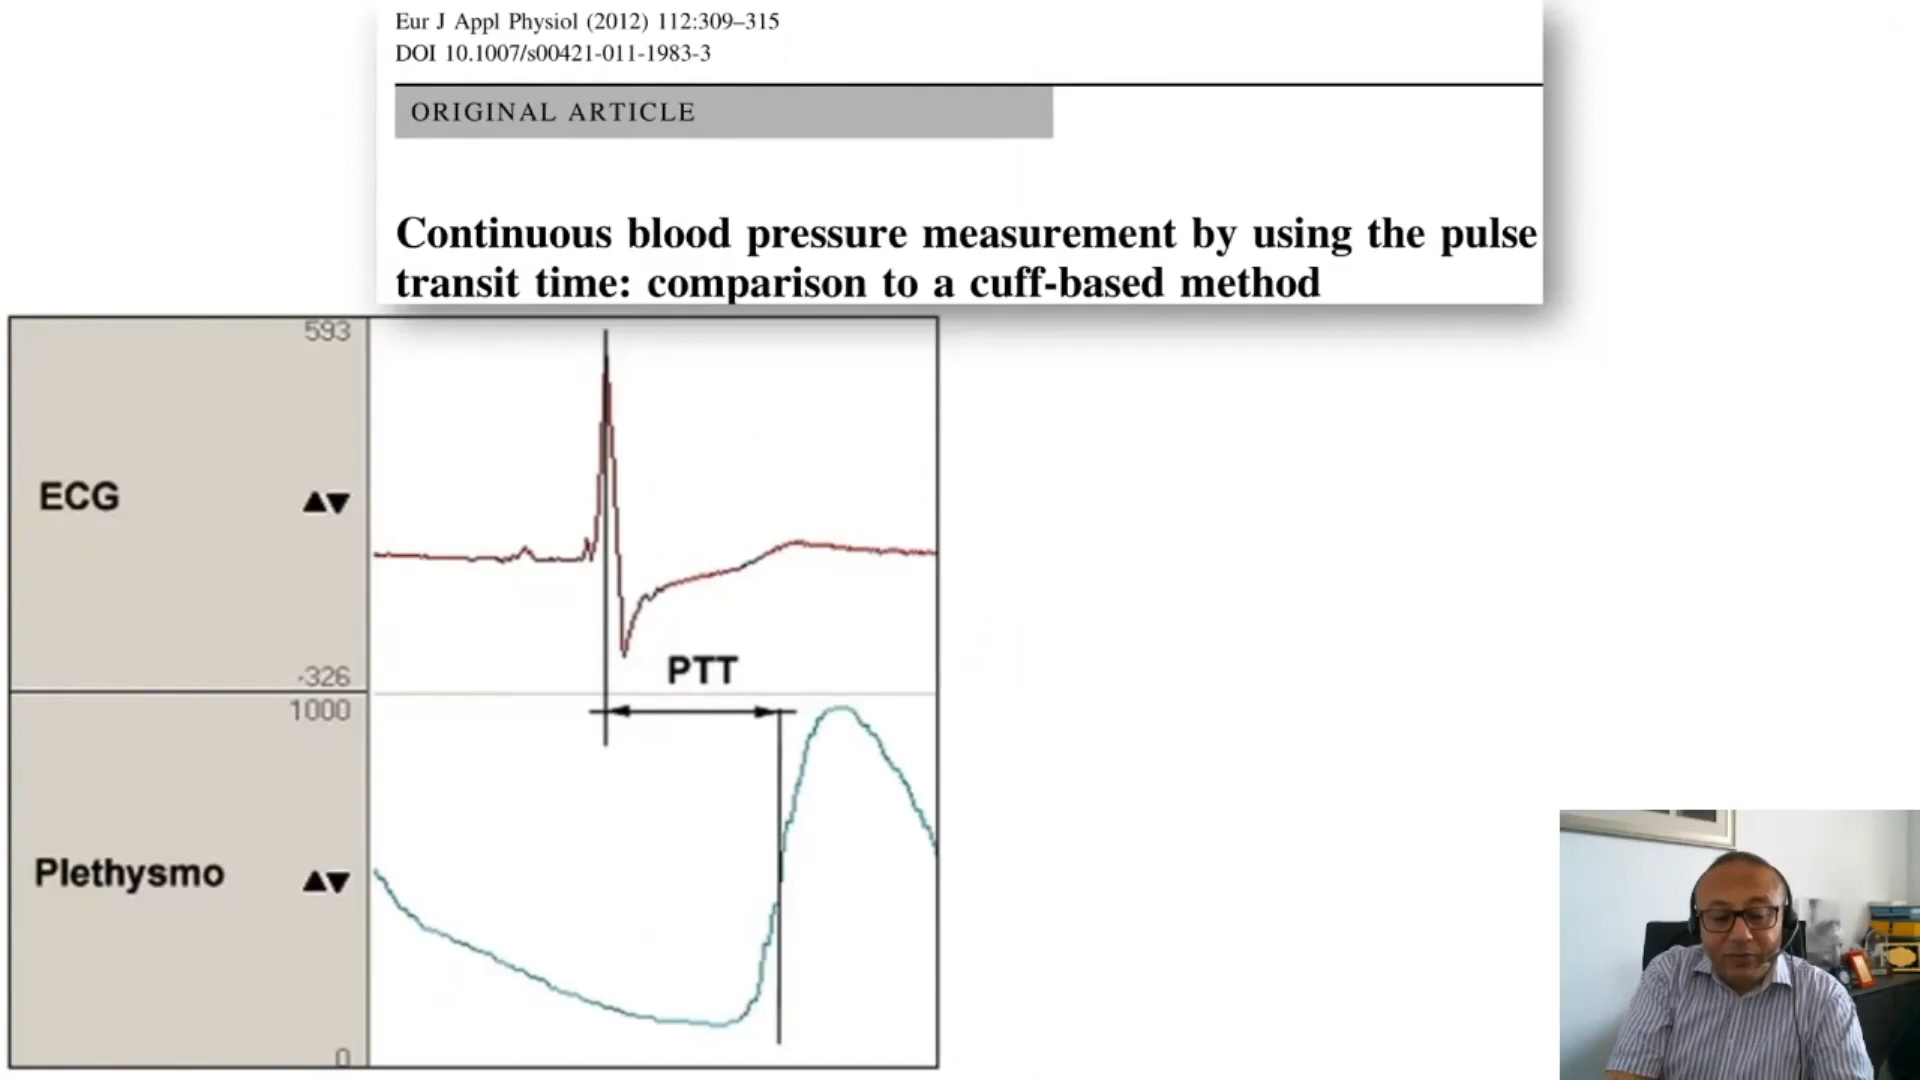 Eur J Appl Physiol (2012) 112:309–315
DOI 10.1007/s00421-011-1983-3
ORIGINAL ARTICLE
Continuous blood pressure measurement by using the pulse
transit time: comparison to a cuff-based method
593
ECG ▲▼
-326
PTT
1000
Plethysmo ▲▼
0